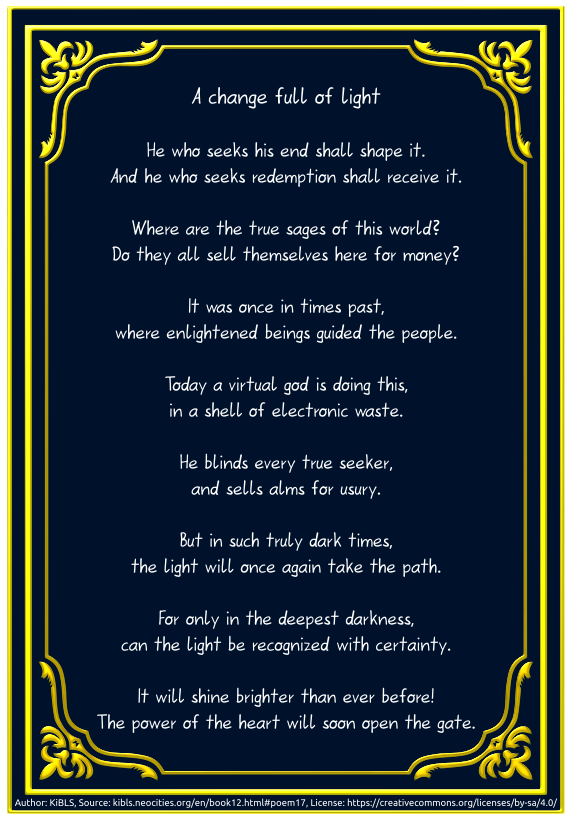 A change full of light
He who seeks his end shall shape it.
And he who seeks redemption shall receive it.
Where are the true sages of this world?
Do they all sell themselves here for money?
It was once in times past,
where enlightened beings guided the people.
Today a virtual god is doing this,
in a shell of electronic waste.
He blinds every true seeker,
and sells alms for usury.
But in such truly dark times,
the light will once again take the path.
For only in the deepest darkness,
can the light be recognized with certainty.
It will shine brighter than ever before!
The power of the heart will soon open the gate.
Author: KiBLS, Source: kibls.neocities.org/en/book12.html#poem17, License: https://creativecommons.org/licenses/by-sa/4.0/